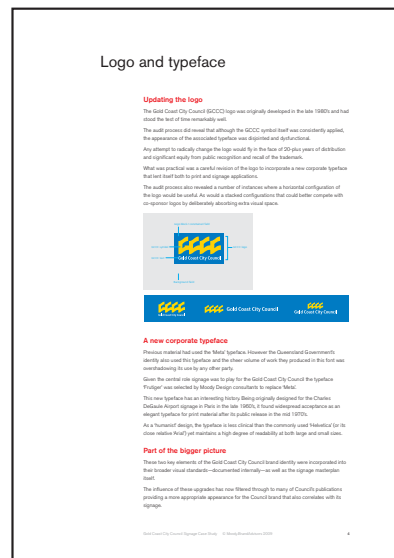 Logo and typeface
Updating the logo
The Gold Coast City Council (GCCC) logo was originally developed in the late 1980's and had
stood the test of time remarkably well.
The audit process did reveal that although the GCCC symbol itself was consistently applied,
the appearance of the associated typeface was disjointed and dysfunctional.
Any attempt to radically change the logo would fly in the face of 20-plus years of distribution
and significant equity from public recognition and recall of the trademark.
What was practical was a careful revision of the logo to incorporate a new corporate typeface
that lent itself both to print and signage applications.
The audit process also revealed a number of instances where a horizontal configuration of
the logo would be useful. As would a stacked configurations that could better compete with
co-sponsor logos by deliberately absorbing extra visual space.
Gold Coast City Council
Gold Coast City Council
Gold Coast City Council
Gold Coast City Council
A new corporate typeface
Previous material had used the 'Meta' typeface. However the Queensland Government's
identity also used this typeface and the sheer volume of work they produced in this font was
overshadowing its use by any other party.
Given the central role signage was to play for the Gold Coast City Council the typeface
'Frutiger' was selected by Moody Design consultants to replace 'Meta'.
This new typeface has an interesting history. Being originally designed for the Charles
DeGaulle Airport signage in Paris in the late 1960's; it found widespread acceptance as an
elegant typeface for print material after its public release in the mid 1970's.
As a 'humanist' design, the typeface is less clinical than the commonly used 'Helvetica' (or its
close relative 'Arial') yet maintains a high degree of readability at both large and small sizes.
Part of the bigger picture
These two key elements of the Gold Coast City Council brand identity were incorporated into
their broader visual standards—documented internally—as well as the signage masterplan
itself.
The influence of these upgrades has now filtered through to many of Council's publications
providing a more appropriate appearance for the Council brand that also correlates with its
signage.
Gold Coast City Council Signage Case Study